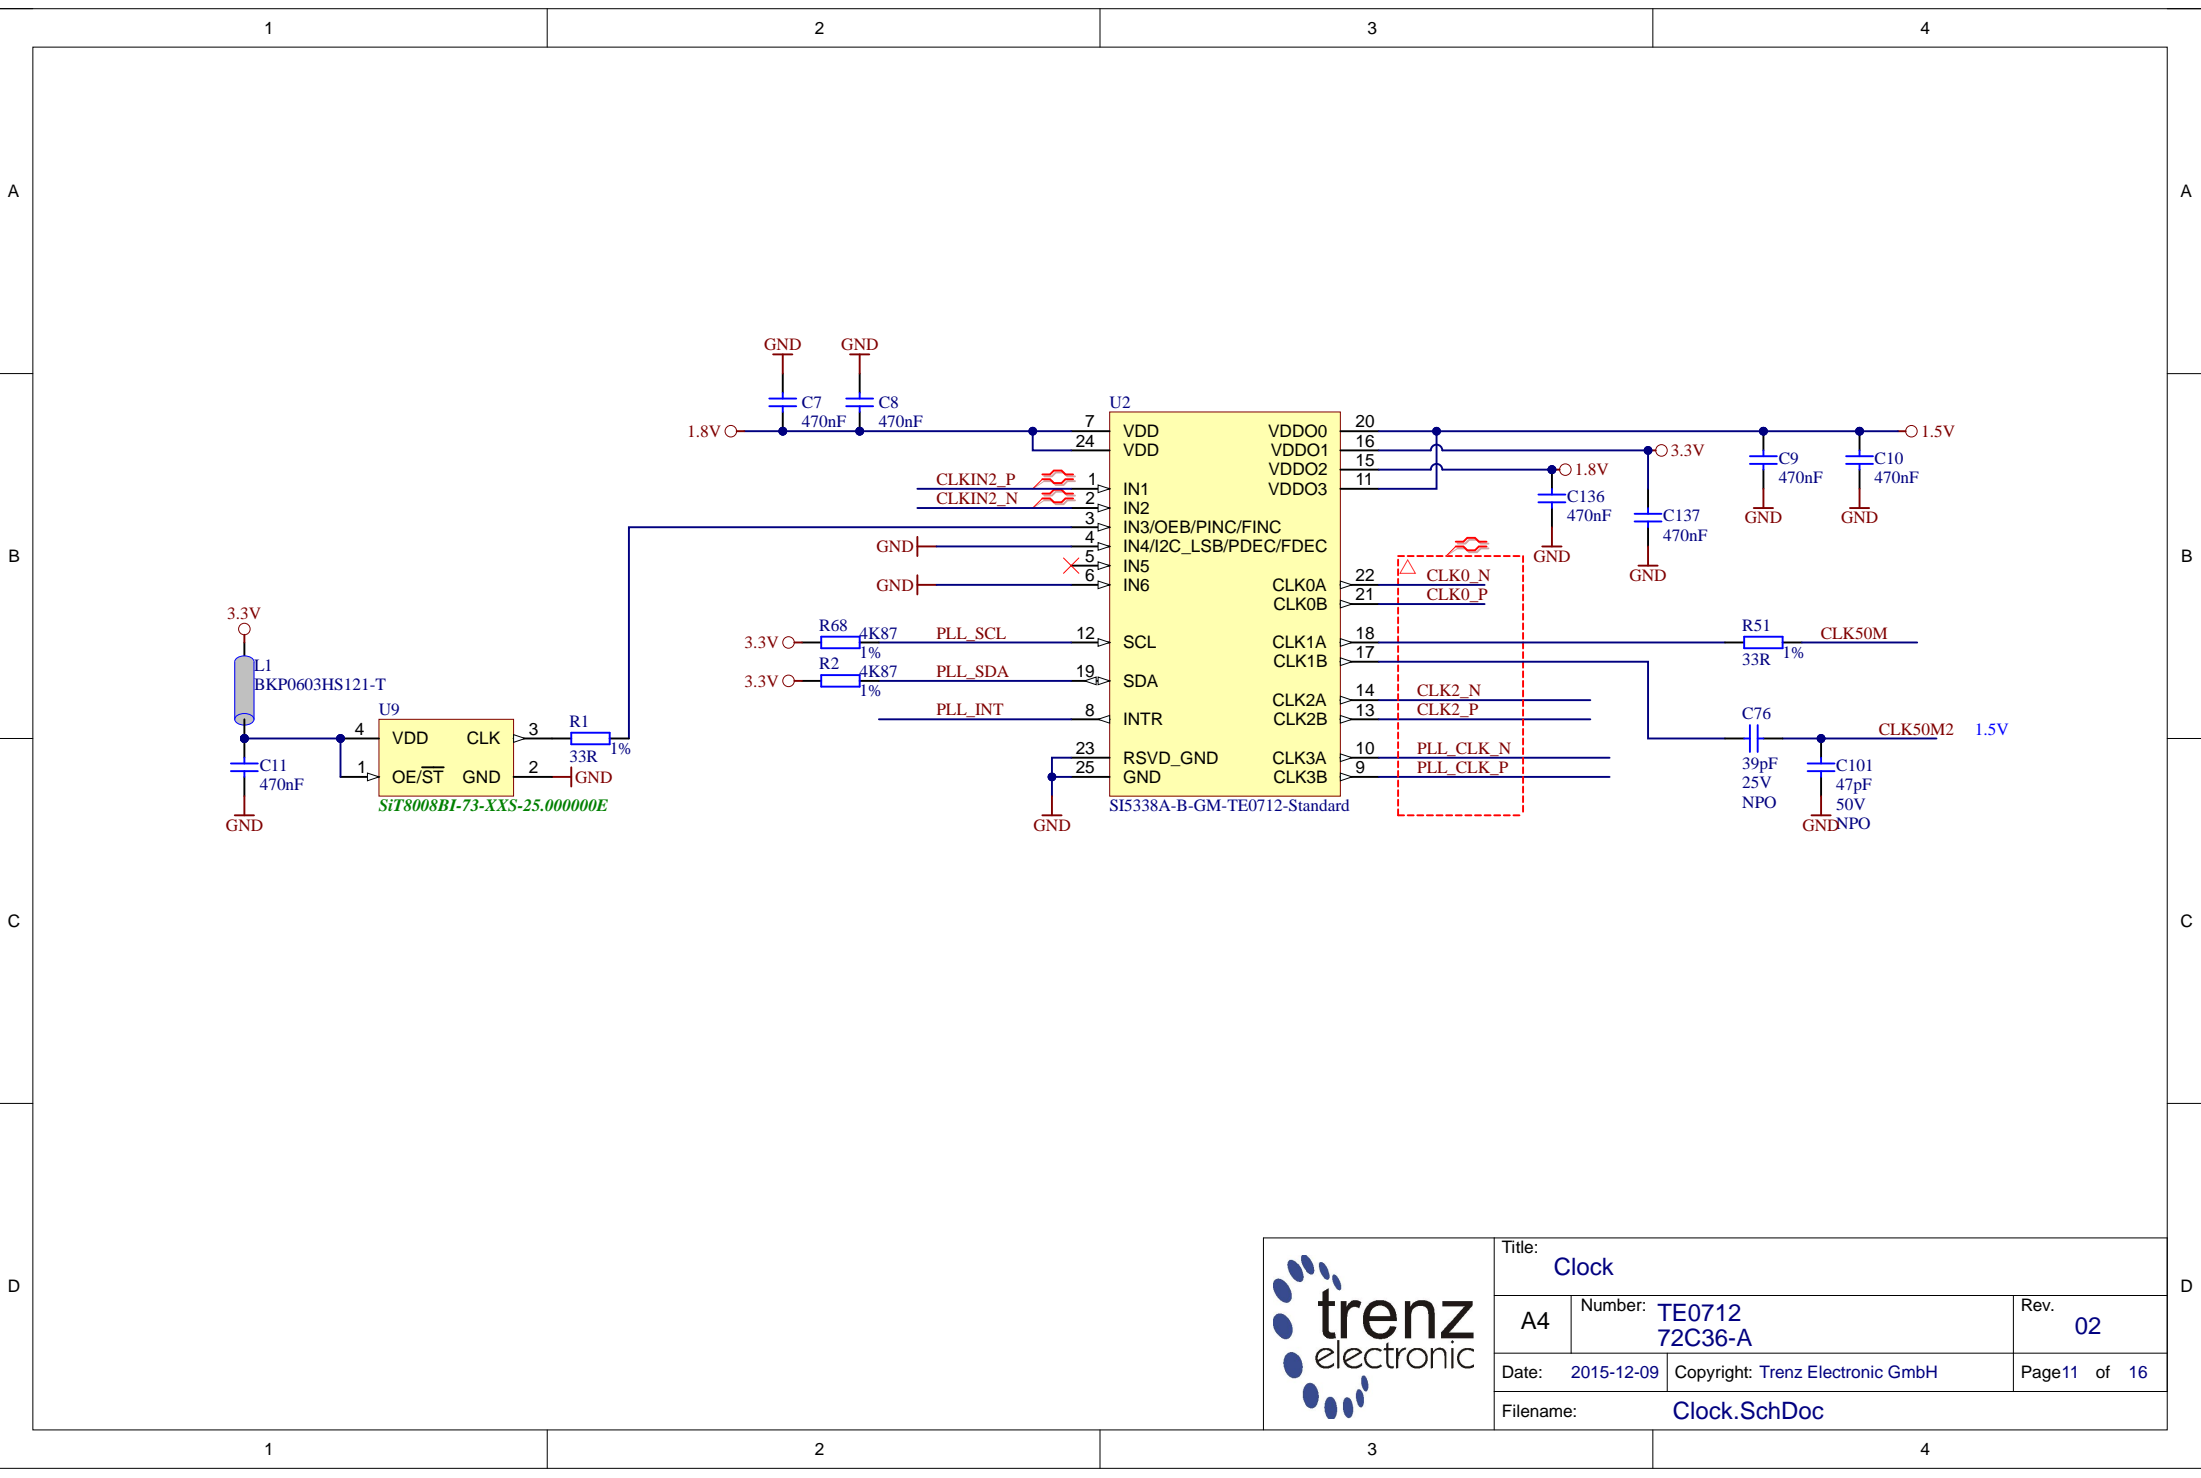 1 2 3 4
A A
GND GND
U2
C7 C8
470nF 470nF
1.8V
7 VDD VDDO0 20
24 VDD VDDO1 16
VDDO2 15
VDDO3 11
1.5V
3.3V
1.8V
C9 C10
470nF 470nF
C136
470nF
C137
470nF
GND GND
GND
GND
CLKIN2_P 1 IN1
CLKIN2_N 2 IN2
3 IN3/OEB/PINC/FINC
GND 4 IN4/I2C_LSB/PDEC/FDEC
5 IN5
GND 6 IN6
B B
CLK0A 22 CLK0_N
CLK0B 21 CLK0_P
3.3V R68 4K87 1% PLL_SCL 12 SCL
3.3V R2 4K87 1% PLL_SDA 19 SDA
PLL_INT 8 INTR
23 RSVD_GND
25 GND
GND
CLK1A 18 R51 33R 1% CLK50M
CLK1B 17
CLK2A 14 CLK2_N
CLK2B 13 CLK2_P
CLK3A 10 PLL_CLK_N
CLK3B 9 PLL_CLK_P
SI5338A-B-GM-TE0712-Standard
C76
39pF
25V
NPO
CLK50M2 1.5V
C101
47pF
50V
NPO
GND
3.3V
L1
BKP0603HS121-T
U9
4 VDD CLK 3
1 OE/ST GND 2
GND
R1
33R 1%
C11
470nF
GND
SiT8008BI-73-XXS-25.000000E
C C
D D
trenz
electronic
Title:
Clock
A4 Number: TE0712
72C36-A
Rev.
02
Date: 2015-12-09 Copyright: Trenz Electronic GmbH Page11 of 16
Filename: Clock.SchDoc
1 2 3 4